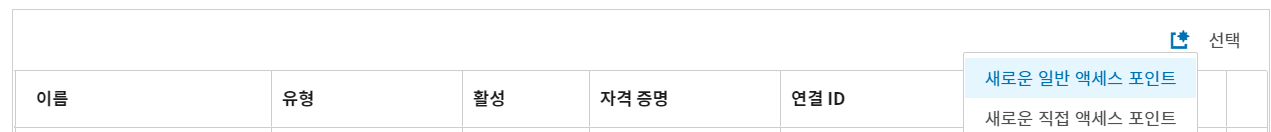 선택
새로운 일반 액세스 포인트
이름 유형 활성 자격 증명 연결 ID
새로운 직접 액세스 포인트